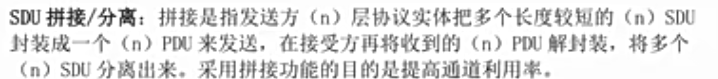 SDU 拼接/分离：拼接是指发送方（n）层协议实体把多个长度较短的（n）SDU
封装成一个（n）PDU 来发送，在接受方再将收到的（n）PDU 解封装，将多个
（n）SDU 分离出来。采用拼接功能的目的是提高通道利用率。